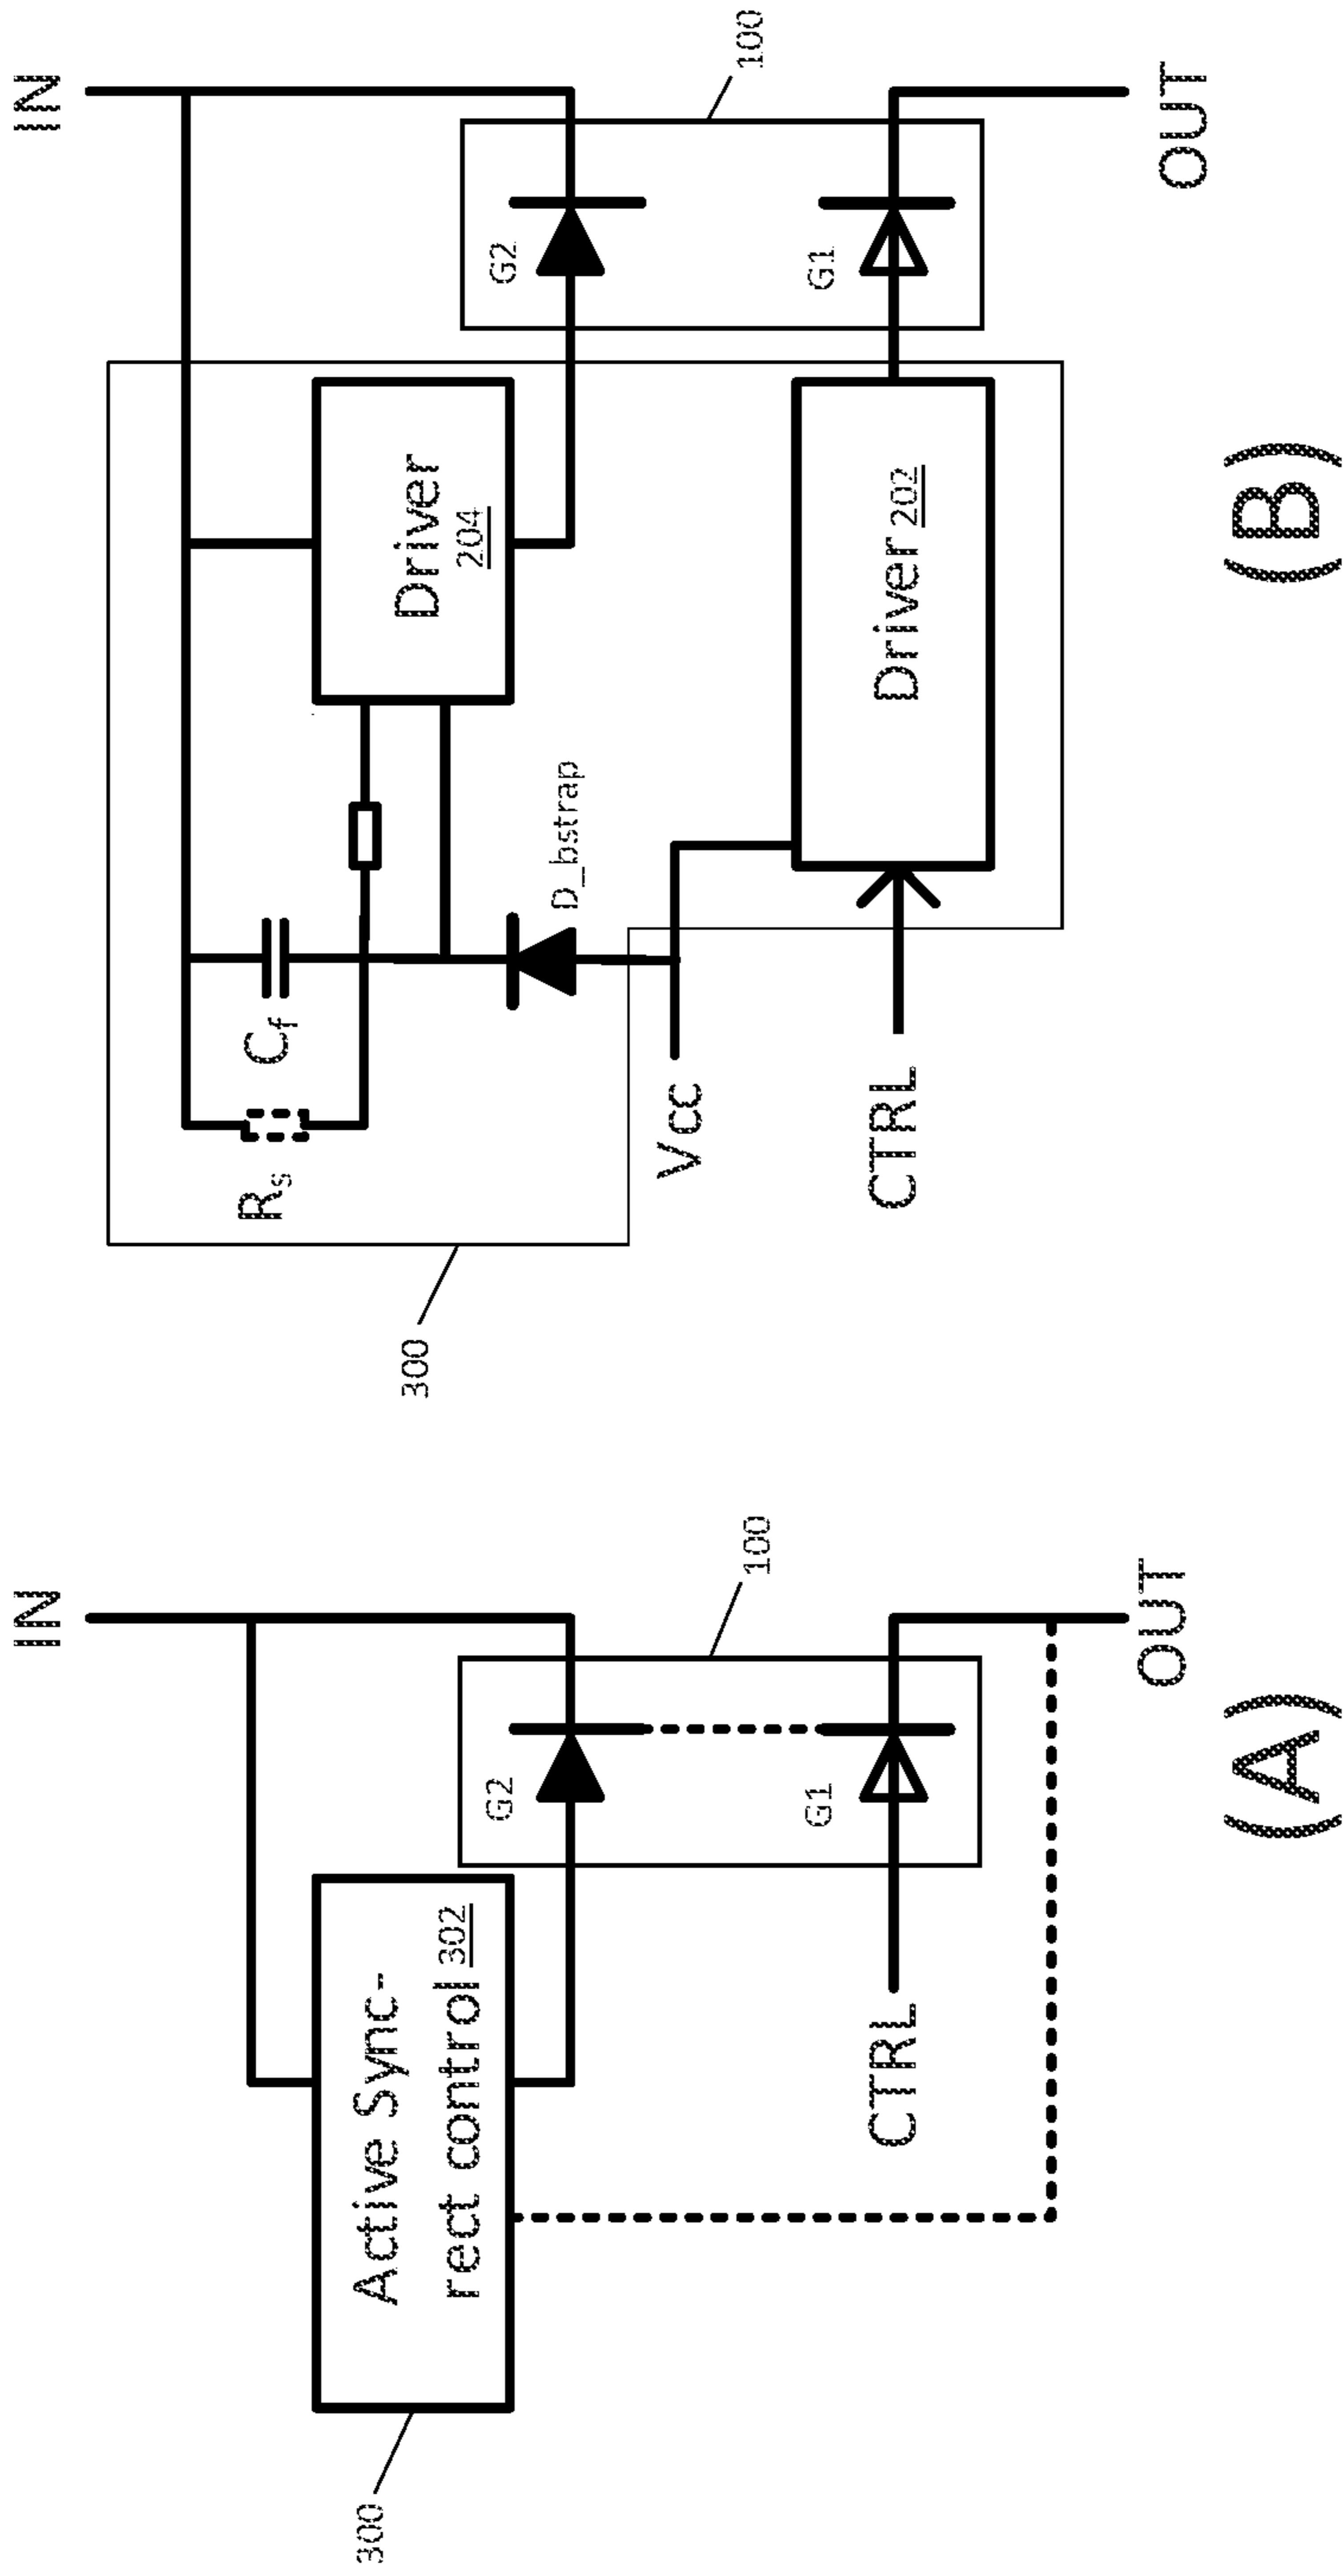 300
Active Sync-
rect control 302
IN
G2
G1
100
CTRL
OUT
(A)
300
Rs
Cf
IN
Driver
204
D_bstrap
Vcc
CTRL
Driver 202
G2
G1
100
OUT
(B)